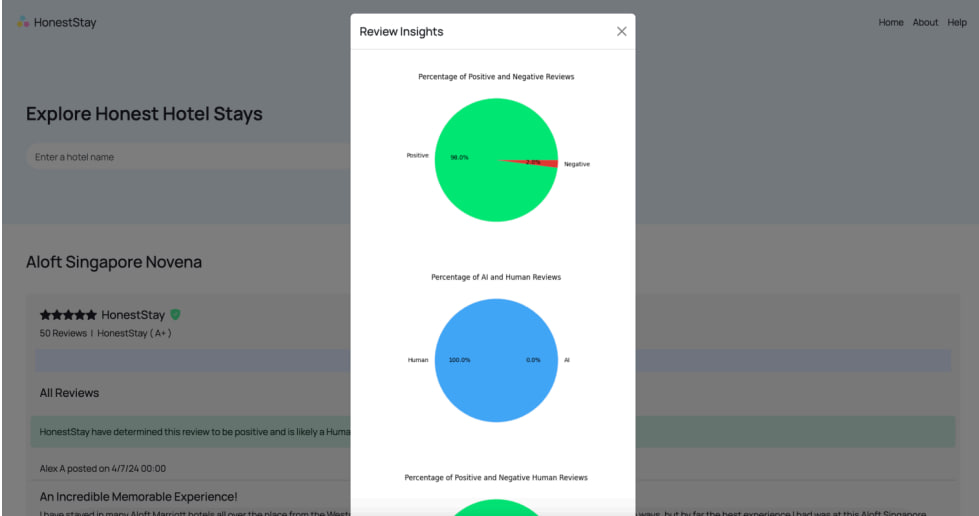 HonestStay
Home About Help
Review Insights
Percentage of Positive and Negative Reviews
Positive
98.0%
2.0%
Negative
Explore Honest Hotel Stays
Enter a hotel name
Aloft Singapore Novena
Percentage of AI and Human Reviews
Human
100.0%
0.0%
AI
HonestStay
50 Reviews | HonestStay ( A+ )
All Reviews
HonestStay have determined this review to be positive and is likely a Huma
Alex A posted on 4/7/24 00:00
Percentage of Positive and Negative Human Reviews
An Incredible Memorable Experience!
I have stayed in many Aloft Marriott hotels all over the place from the West
ways, but by far the best experience I had was at this Aloft Singapore